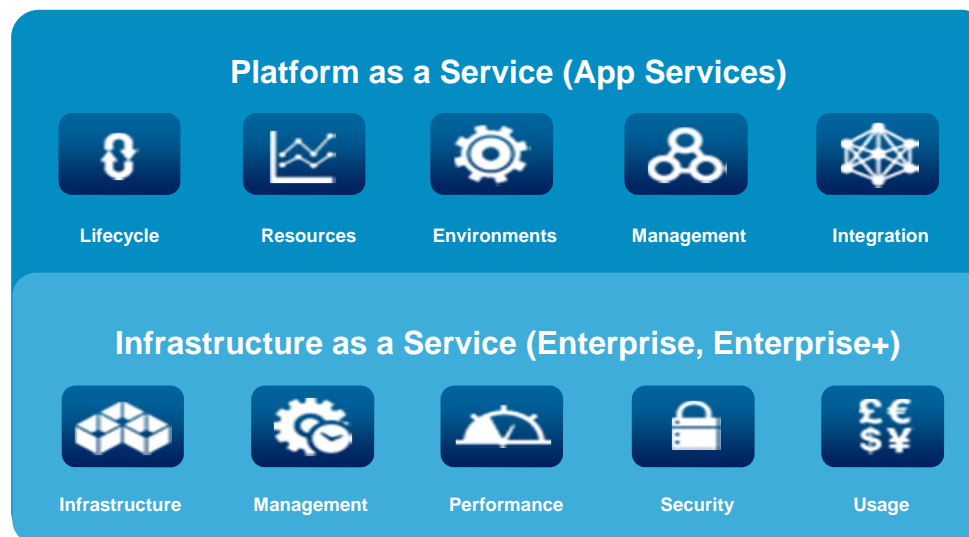 Platform as a Service (App Services)
Lifecycle Resources Environments Management Integration
Infrastructure as a Service (Enterprise, Enterprise+)
£€
$¥
Infrastructure Management Performance Security Usage